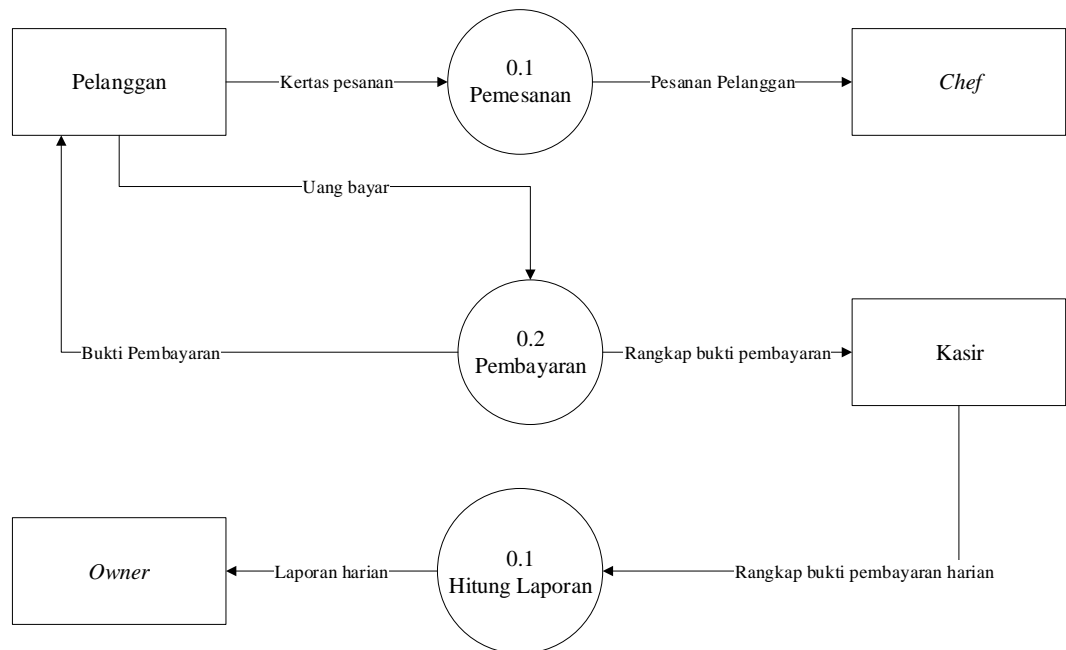 Pelanggan
Kertas pesanan
0.1
Pemesanan
Pesanan Pelanggan
Chef
Uang bayar
Bukti Pembayaran
0.2
Pembayaran
Rangkap bukti pembayaran
Kasir
Owner
Laporan harian
0.1
Hitung Laporan
Rangkap bukti pembayaran harian